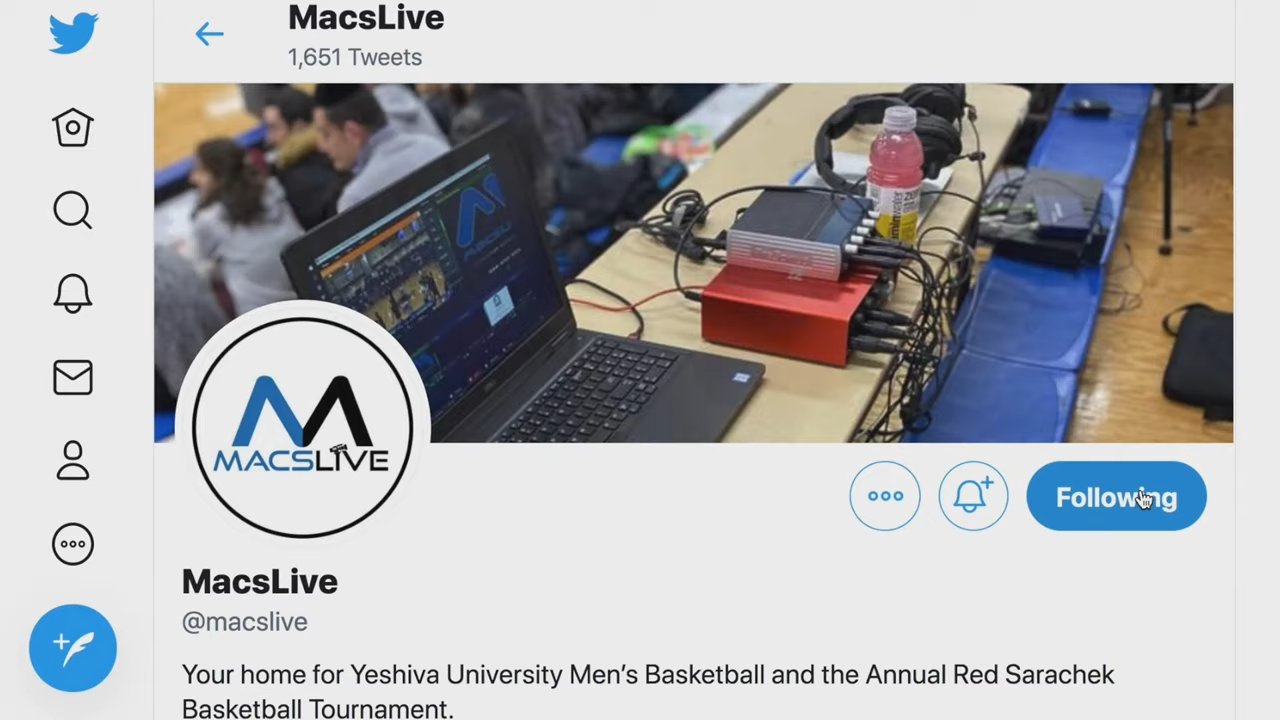 MacsLive
1,651 Tweets
MACSLIVE
Following
MacsLive
@macslive
Your home for Yeshiva University Men's Basketball and the Annual Red Sarachek
Basketball Tournament.